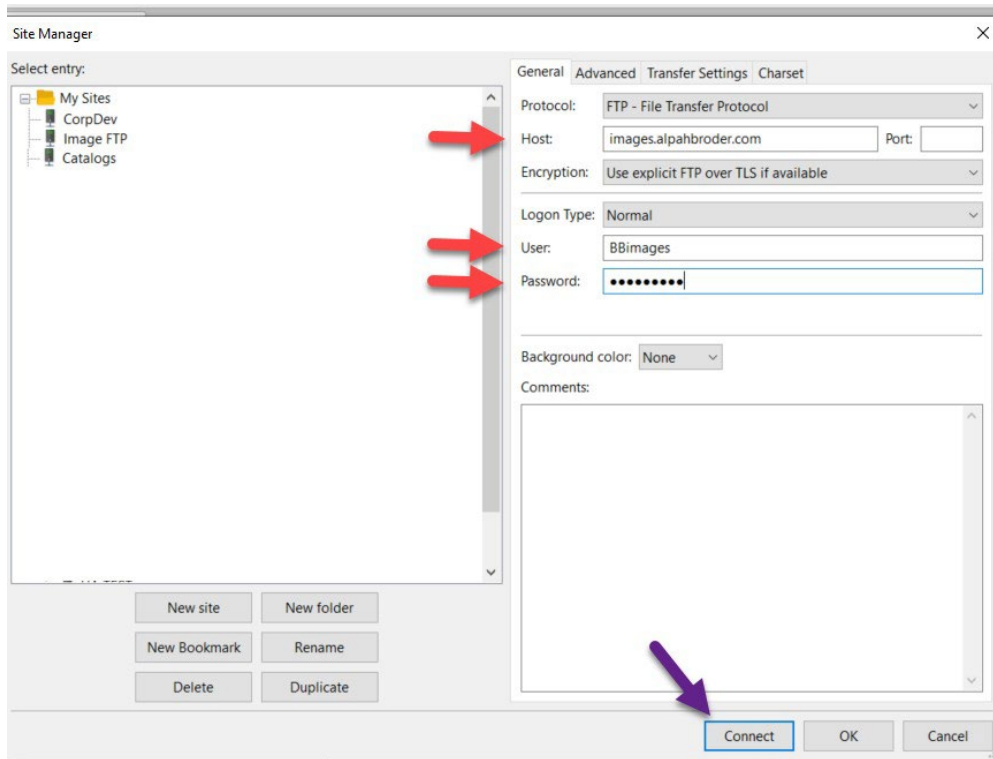 Site Manager
Select entry:
My Sites
CorpDev
Image FTP
Catalogs
New site
New folder
New Bookmark
Rename
Delete
Duplicate
General Advanced Transfer Settings Charset
Protocol: FTP - File Transfer Protocol
Host: images.alpahbroder.com Port:
Encryption: Use explicit FTP over TLS if available
Logon Type: Normal
User: BBimages
Password: •••••••••
Background color: None
Comments:
Connect
OK
Cancel